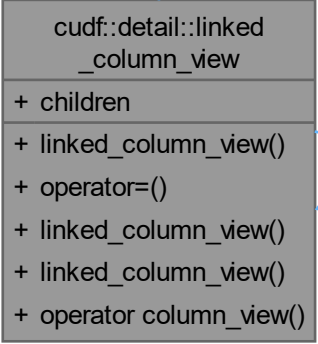 cudf::detail::linked
_column_view
+ children
+ linked_column_view()
+ operator=()
+ linked_column_view()
+ linked_column_view()
+ operator column_view()